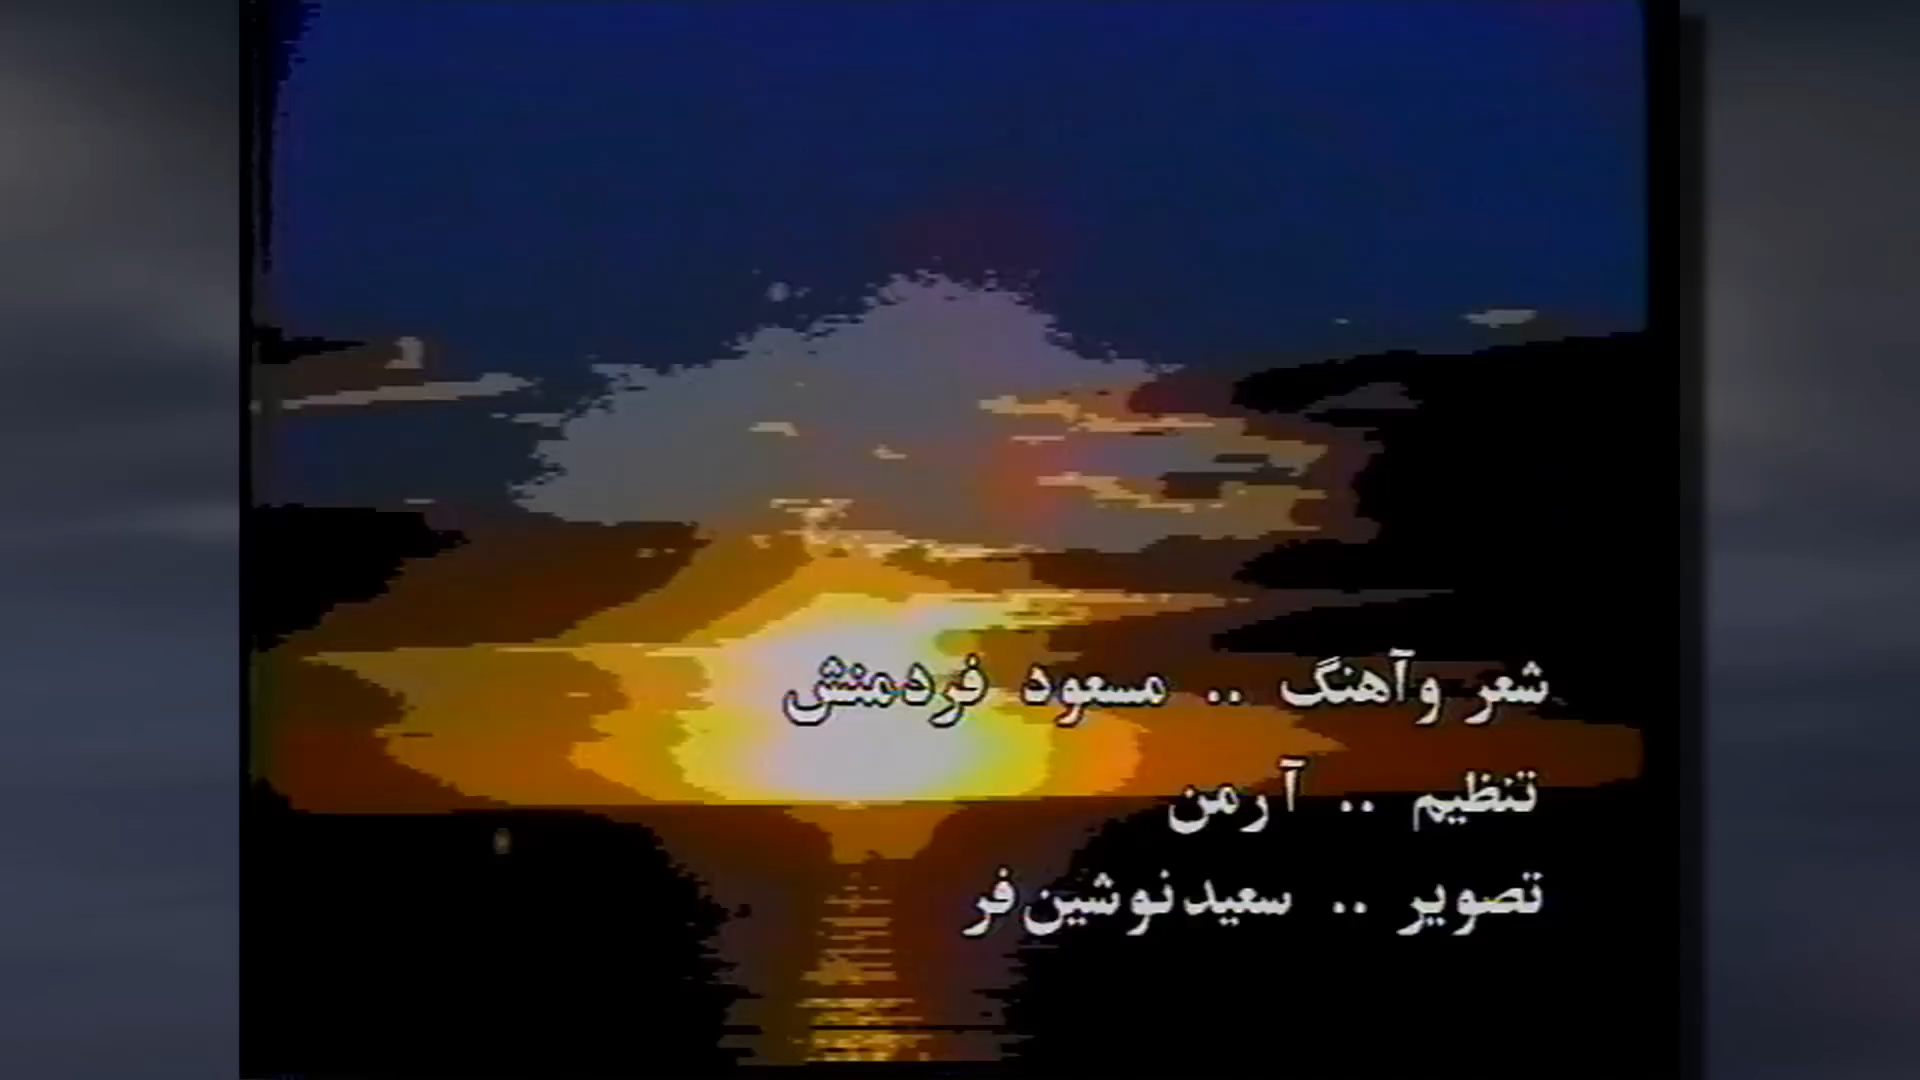 شعر وآهنگ .. مسعود فردمنش
تنظیم .. آرمن
تصویر .. سعید نوشین فر